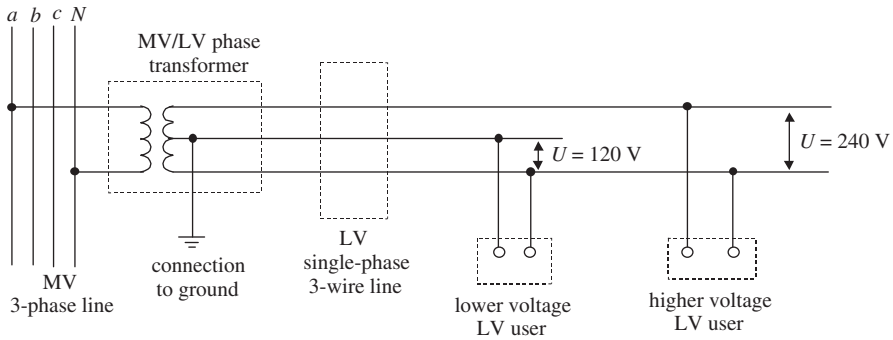 a b c N
MV/LV phase
transformer
U = 120 V
U = 240 V
MV
3-phase line
connection
to ground
LV
single-phase
3-wire line
lower voltage
LV user
higher voltage
LV user